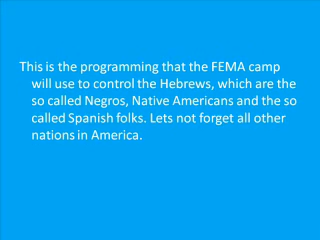 This is the programming that the FEMA camp
will use to control the Hebrews, which are the
so called Negros, Native Americans and the so
called Spanish folks. Lets not forget all other
nations in America.